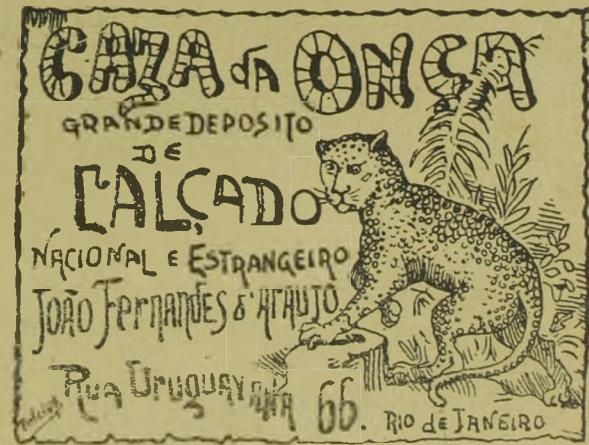 CAZA da ONÇA
GRANDE DEPOSITO
DE
CALÇADO
NACIONAL E ESTRANGEIRO
JOÃO FERNANDES d'ARAUJO
RUA URUGUAYANA 66. RIO de JANEIRO